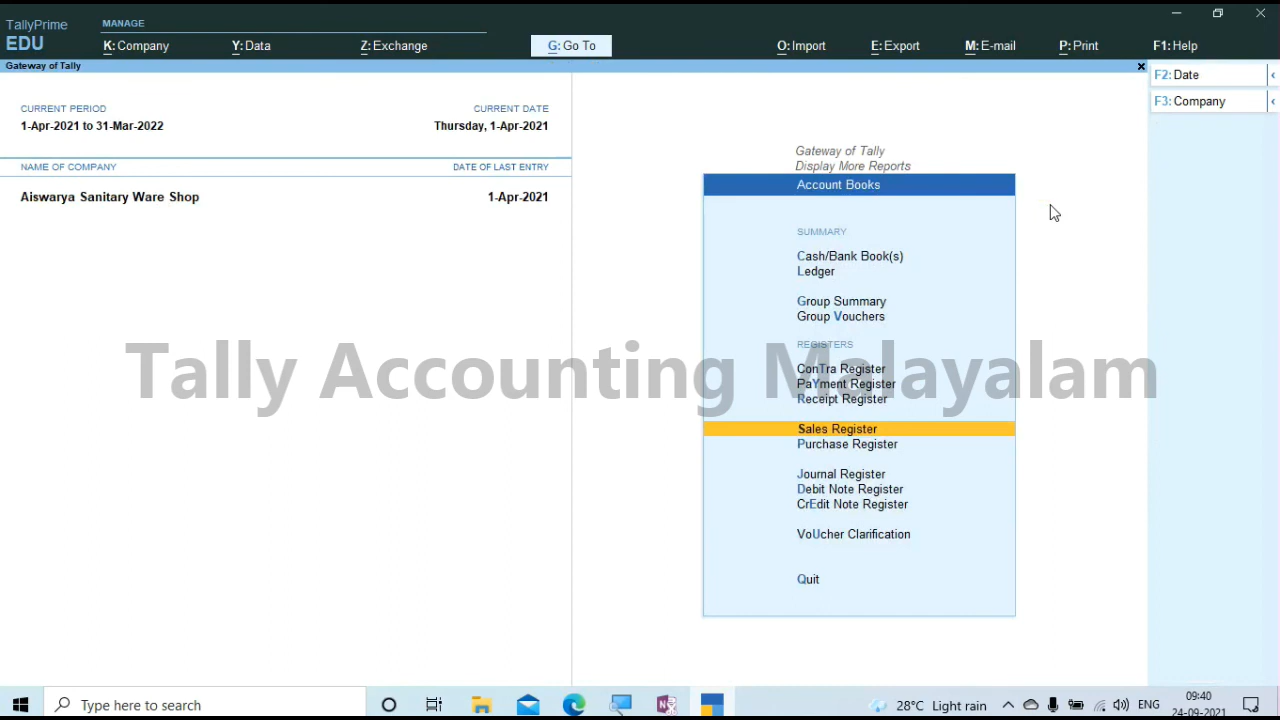 TallyPrime
EDU
MANAGE
K: Company
Y: Data
Z: Exchange
G: Go To
O: Import
E: Export
M: E-mail
P: Print
F1: Help
Gateway of Tally
F2: Date
F3: Company
CURRENT PERIOD
CURRENT DATE
1-Apr-2021 to 31-Mar-2022
Thursday, 1-Apr-2021
NAME OF COMPANY
DATE OF LAST ENTRY
Aiswarya Sanitary Ware Shop
1-Apr-2021
Gateway of Tally
Display More Reports
Account Books
SUMMARY
Cash/Bank Book(s)
Ledger
Group Summary
Group Vouchers
REGISTERS
ConTra Register
PaYment Register
Receipt Register
Sales Register
Purchase Register
Journal Register
Debit Note Register
CrEdit Note Register
VoUcher Clarification
Quit
Tally Accounting Malayalam
Type here to search
28°C Light rain
ENG
09:40
24-09-2021